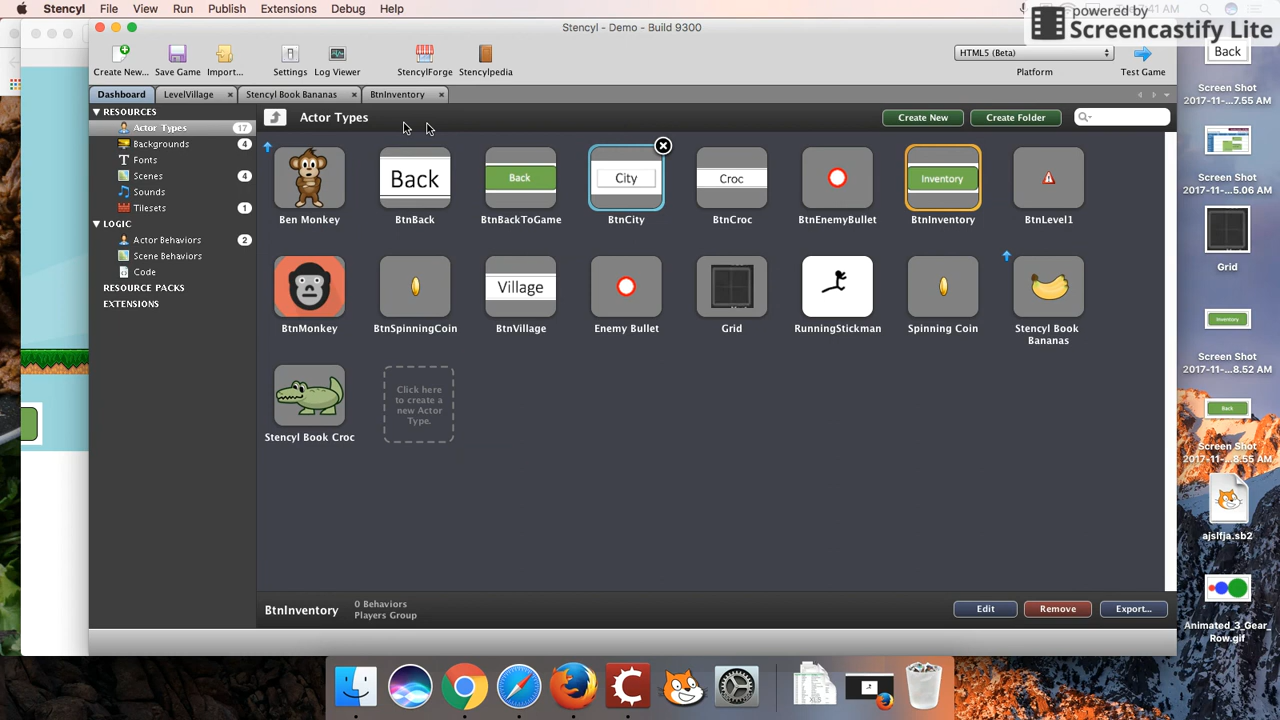 Stencyl File Edit View Run Publish Extensions Debug Help
7:41 AM
powered by
Screencastify Lite
Stencyl - Demo - Build 9300
Create New... Save Game Import... Settings Log Viewer StencylForge Stencylpedia
HTML5 (Beta)
Platform
Test Game
Dashboard LevelVillage × Stencyl Book Bananas × BtnInventory ×
RESOURCES
Actor Types 17
Backgrounds 4
Fonts
Scenes 4
Sounds
Tilesets 1
LOGIC
Actor Behaviors 2
Scene Behaviors
Code
RESOURCE PACKS
EXTENSIONS
Actor Types
Create New
Create Folder
Back Back City Croc Inventory
Ben Monkey BtnBack BtnBackToGame BtnCity BtnCroc BtnEnemyBullet BtnInventory BtnLevel1
Village
BtnMonkey BtnSpinningCoin BtnVillage Enemy Bullet Grid RunningStickman Spinning Coin Stencyl Book
Bananas
Stencyl Book Croc
Click here
to create a
new Actor
Type.
BtnInventory
0 Behaviors
Players Group
Edit
Remove
Export...
Back
Screen Shot
2017-11-...7.55 AM
Screen Shot
2017-11-...5.06 AM
Grid
Inventory
Screen Shot
2017-11-...8.52 AM
Back
Screen Shot
2017-11-...8.55 AM
ajslfja.sb2
Animated_3_Gear_
Row.gif
XLS